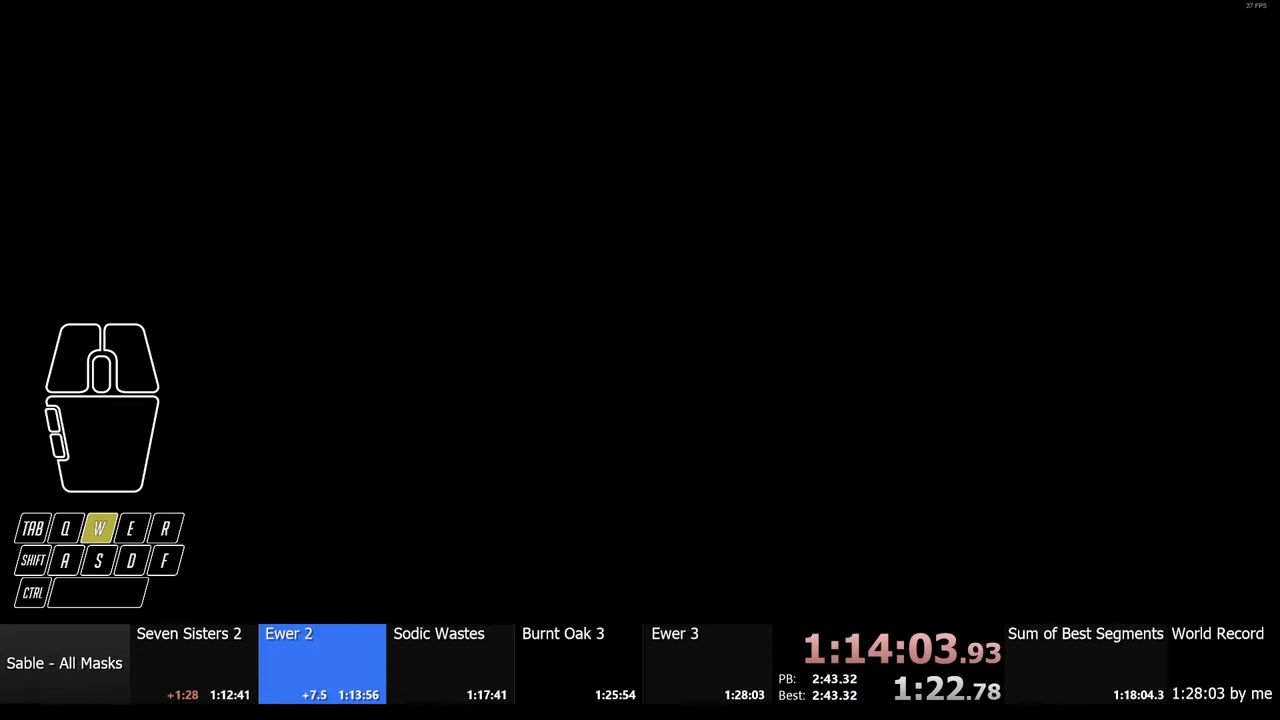 27 FPS
TAB Q W E R
SHIFT A S D F
CTRL
Sable - All Masks
Seven Sisters 2
+1:28 1:12:41
Ewer 2
+7.5 1:13:56
Sodic Wastes
1:17:41
Burnt Oak 3
1:25:54
Ewer 3
1:28:03
1:14:03.93
PB: 2:43.32
Best: 2:43.32
1:22.78
Sum of Best Segments
1:18:04.3
World Record
1:28:03 by me